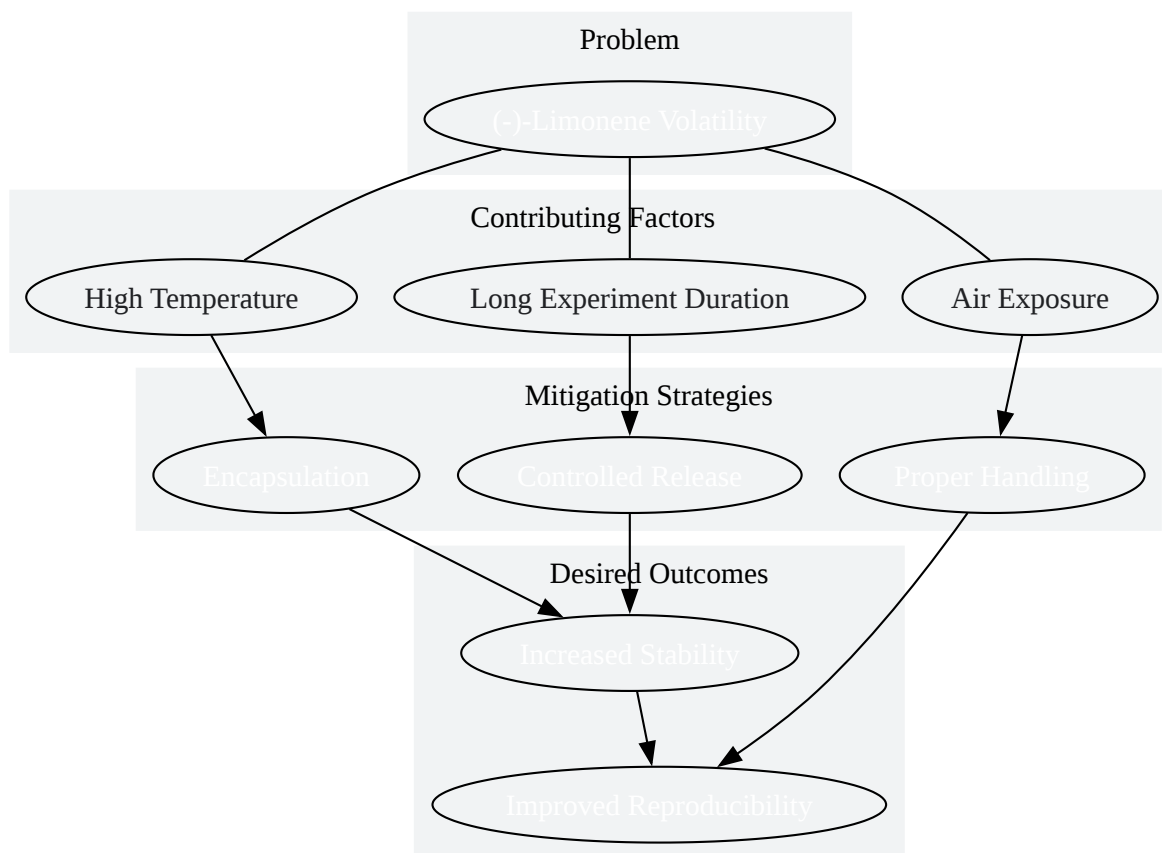 Problem
(-)-Limonene Volatility
Contributing Factors
High Temperature
Long Experiment Duration
Air Exposure
Mitigation Strategies
Encapsulation
Controlled Release
Proper Handling
Desired Outcomes
Increased Stability
Improved Reproducibility